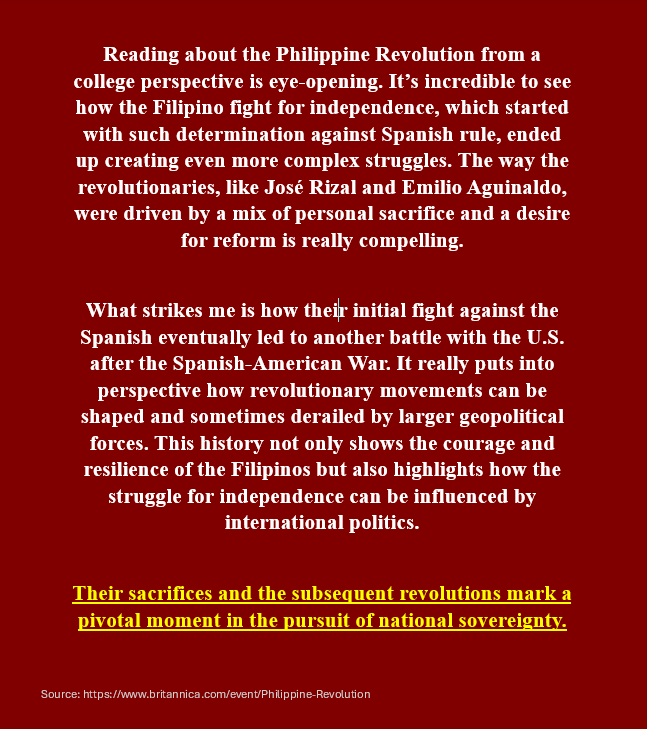 Reading about the Philippine Revolution from a
college perspective is eye-opening. It’s incredible to see
how the Filipino fight for independence, which started
with such determination against Spanish rule, ended
up creating even more complex struggles. The way the
revolutionaries, like José Rizal and Emilio Aguinaldo,
were driven by a mix of personal sacrifice and a desire
for reform is really compelling.
What strikes me is how their initial fight against the
Spanish eventually led to another battle with the U.S.
after the Spanish-American War. It really puts into
perspective how revolutionary movements can be
shaped and sometimes derailed by larger geopolitical
forces. This history not only shows the courage and
resilience of the Filipinos but also highlights how the
struggle for independence can be influenced by
international politics.
Their sacrifices and the subsequent revolutions mark a
pivotal moment in the pursuit of national sovereignty.
Source: https://www.britannica.com/event/Philippine-Revolution